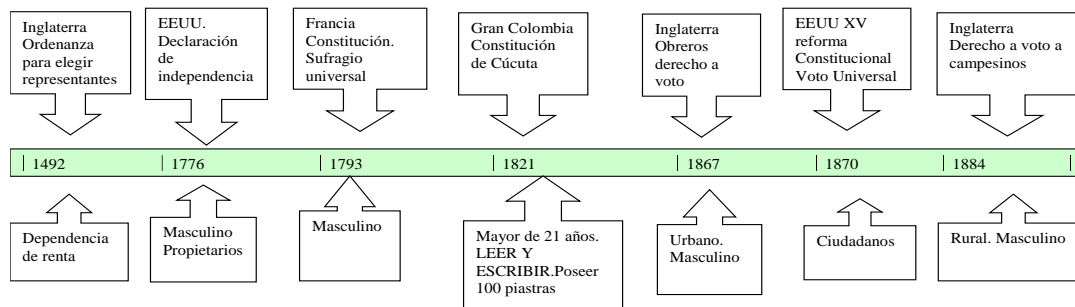 Inglaterra
Ordenanza
para elegir
representantes
EEUU.
Declaración
de
independencia
Francia
Constitución.
Sufragio
universal
Gran Colombia
Constitución
de Cúcuta
Inglaterra
Obreros
derecho a
voto
EEUU XV
reforma
Constitucional
Voto Universal
Inglaterra
Derecho a voto a
campesinos
1492
1776
1793
1821
1867
1870
1884
Dependencia
de renta
Masculino
Propietarios
Masculino
Mayor de 21 años.
LEER Y
ESCRIBIR.Poseer
100 piastras
Urbano.
Masculino
Ciudadanos
Rural. Masculino